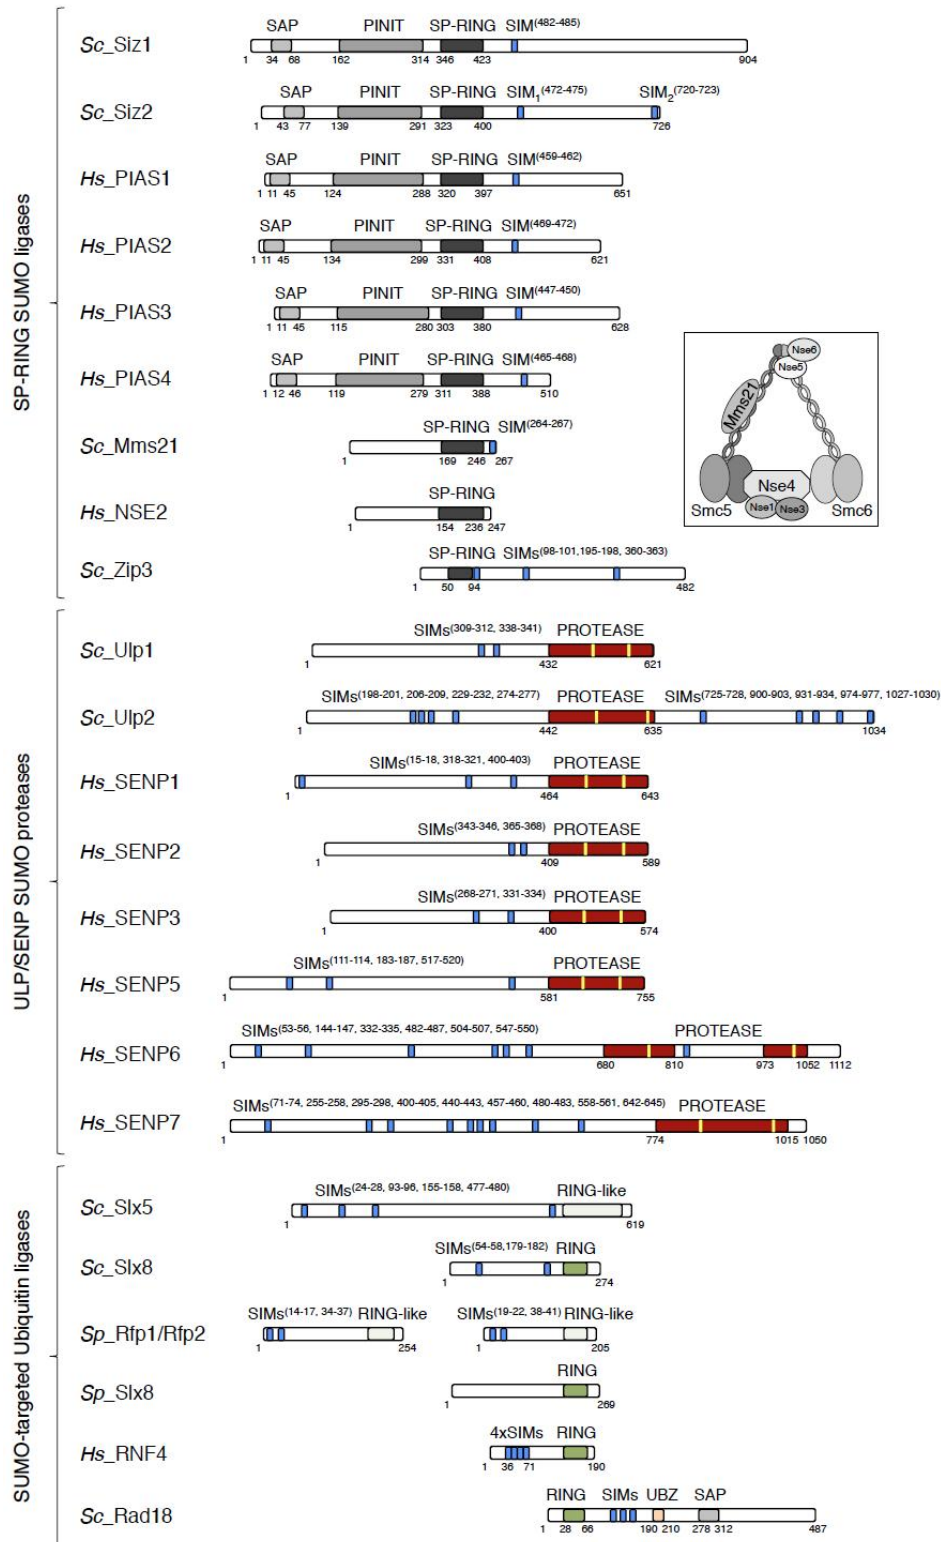 SP-RING SUMO ligases
SAP PINIT SP-RING SIM(482-485)
Sc_Siz1
1 34 68 162 314 346 423 904
SAP PINIT SP-RING SIM1(472-475) SIM2(720-723)
Sc_Siz2
1 43 77 139 291 323 400 726
SAP PINIT SP-RING SIM(459-462)
Hs_PIAS1
1 11 45 124 288 320 397 651
SAP PINIT SP-RING SIM(469-472)
Hs_PIAS2
1 11 45 134 299 331 408 621
SAP PINIT SP-RING SIM(447-450)
Hs_PIAS3
1 11 45 115 280 303 380 628
SAP PINIT SP-RING SIM(465-468)
Hs_PIAS4
1 12 46 119 279 311 388 510
SP-RING SIM(264-267)
Sc_Mms21
1 169 246 267
SP-RING
Hs_NSE2
1 154 236 247
SP-RING SIMs(98-101,195-198, 360-363)
Sc_Zip3
1 50 94 482
Nse6
Nse5
Mms21
Nse4
Smc5 Nse1 Nse3 Smc6
ULP/SENP SUMO proteases
SIMs(309-312, 338-341) PROTEASE
Sc_Ulp1
1 432 621
SIMs(198-201, 206-209, 229-232, 274-277) PROTEASE SIMs(725-728, 900-903, 931-934, 974-977, 1027-1030)
Sc_Ulp2
1 442 635 1034
SIMs(15-18, 318-321, 400-403) PROTEASE
Hs_SENP1
1 464 643
SIMs(343-346, 365-368) PROTEASE
Hs_SENP2
1 409 589
SIMs(268-271, 331-334) PROTEASE
Hs_SENP3
1 400 574
SIMs(111-114, 183-187, 517-520) PROTEASE
Hs_SENP5
1 581 755
SIMs(53-56, 144-147, 332-335, 482-487, 504-507, 547-550) PROTEASE
Hs_SENP6
1 680 810 973 1052 1112
SIMs(71-74, 255-258, 295-298, 400-405, 440-443, 457-460, 480-483, 558-561, 642-645) PROTEASE
Hs_SENP7
1 774 1015 1050
SUMO-targeted Ubiquitin ligases
SIMs(24-28, 93-96, 155-158, 477-480) RING-like
Sc_Slx5
1 619
SIMs(54-58,179-182) RING
Sc_Slx8
1 274
SIMs(14-17, 34-37) RING-like SIMs(19-22, 38-41) RING-like
Sp_Rfp1/Rfp2
1 254 1 205
RING
Sp_Slx8
1 269
4xSIMs RING
Hs_RNF4
1 36 71 190
RING SIMs UBZ SAP
Sc_Rad18
1 28 66 190 210 278 312 487